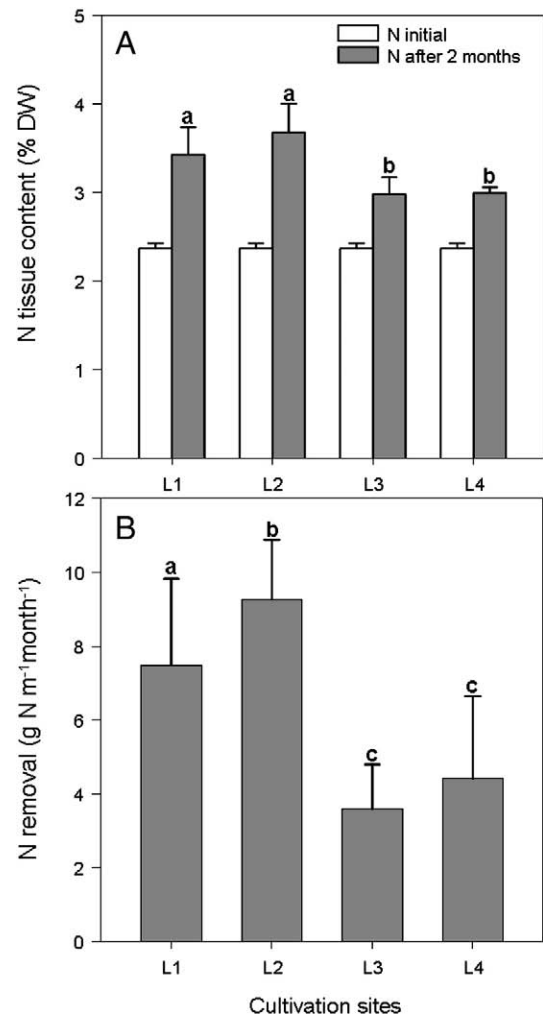 A
N initial
N after 2 months
N tissue content (% DW)
5
4
3
2
1
0
a
a
b
b
L1
L2
L3
L4
B
N removal (g N m⁻¹month⁻¹)
12
10
8
6
4
2
0
a
b
c
c
L1
L2
L3
L4
Cultivation sites